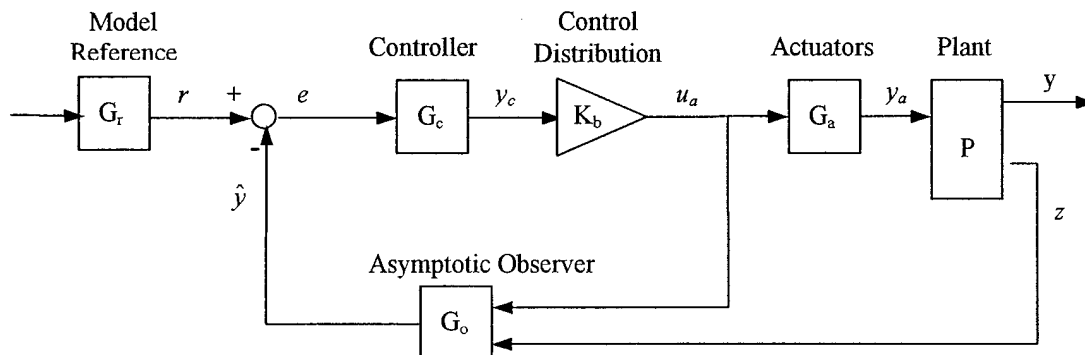 Model
Reference
Controller
Control
Distribution
Actuators
Plant
G_r
r
+
-
e
G_c
y_c
K_b
u_a
G_a
y_a
P
y
z
ŷ
Asymptotic Observer
G_o